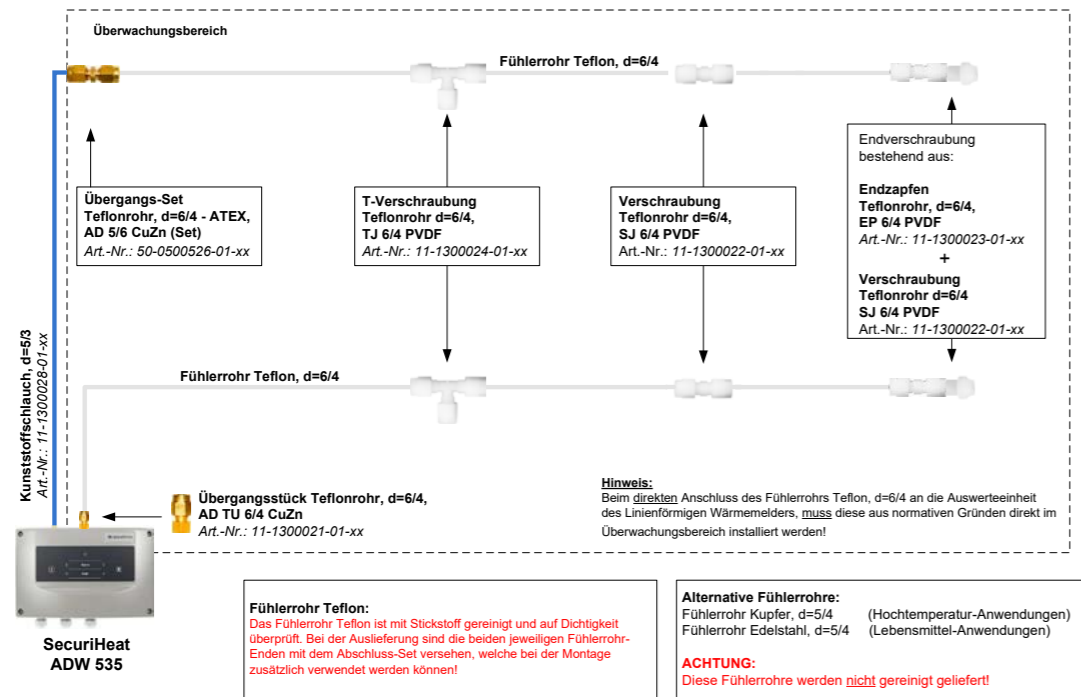 Überwachungsbereich
Fühlerrohr Teflon, d=6/4
Übergangs-Set
Teflonrohr, d=6/4 - ATEX,
AD 5/6 CuZn (Set)
Art.-Nr.: 50-0500526-01-xx
T-Verschraubung
Teflonrohr d=6/4,
TJ 6/4 PVDF
Art.-Nr.: 11-1300024-01-xx
Verschraubung
Teflonrohr d=6/4,
SJ 6/4 PVDF
Art.-Nr.: 11-1300022-01-xx
Endverschraubung
bestehend aus:
Endzapfen
Teflonrohr, d=6/4,
EP 6/4 PVDF
Art.-Nr.: 11-1300023-01-xx
+
Verschraubung
Teflonrohr d=6/4
SJ 6/4 PVDF
Art.-Nr.: 11-1300022-01-xx
Kunststoffschlauch, d=5/3
Art.-Nr.: 11-1300028-01-xx
Fühlerrohr Teflon, d=6/4
Übergangsstück Teflonrohr, d=6/4,
AD TU 6/4 CuZn
Art.-Nr.: 11-1300021-01-xx
Hinweis:
Beim direkten Anschluss des Fühlerrohrs Teflon, d=6/4 an die Auswerteeinheit
des Linienförmigen Wärmemelders, muss diese aus normativen Gründen direkt im
Überwachungsbereich installiert werden!
SecuriHeat
ADW 535
Fühlerrohr Teflon:
Das Fühlerrohr Teflon ist mit Stickstoff gereinigt und auf Dichtigkeit
überprüft. Bei der Auslieferung sind die beiden jeweiligen Fühlerrohr-
Enden mit dem Abschluss-Set versehen, welche bei der Montage
zusätzlich verwendet werden können!
Alternative Fühlerrohre:
Fühlerrohr Kupfer, d=5/4 (Hochtemperatur-Anwendungen)
Fühlerrohr Edelstahl, d=5/4 (Lebensmittel-Anwendungen)
ACHTUNG:
Diese Fühlerrohre werden nicht gereinigt geliefert!